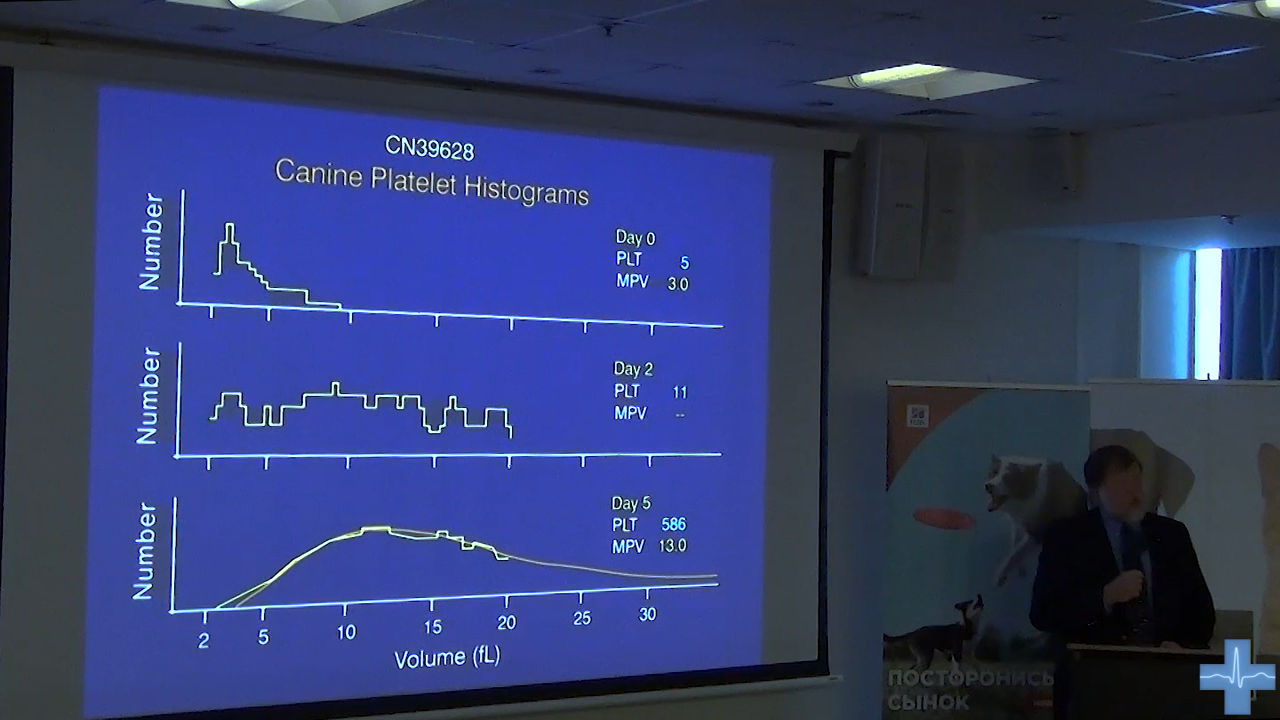 CN39628
Canine Platelet Histograms
Number
Day 0
PLT 5
MPV 3.0
Number
Day 2
PLT 11
MPV --
Number
Day 5
PLT 586
MPV 13.0
2 5 10 15 20 25 30
Volume (fL)
ПОСТОРОНИСЬ
СЫНОК